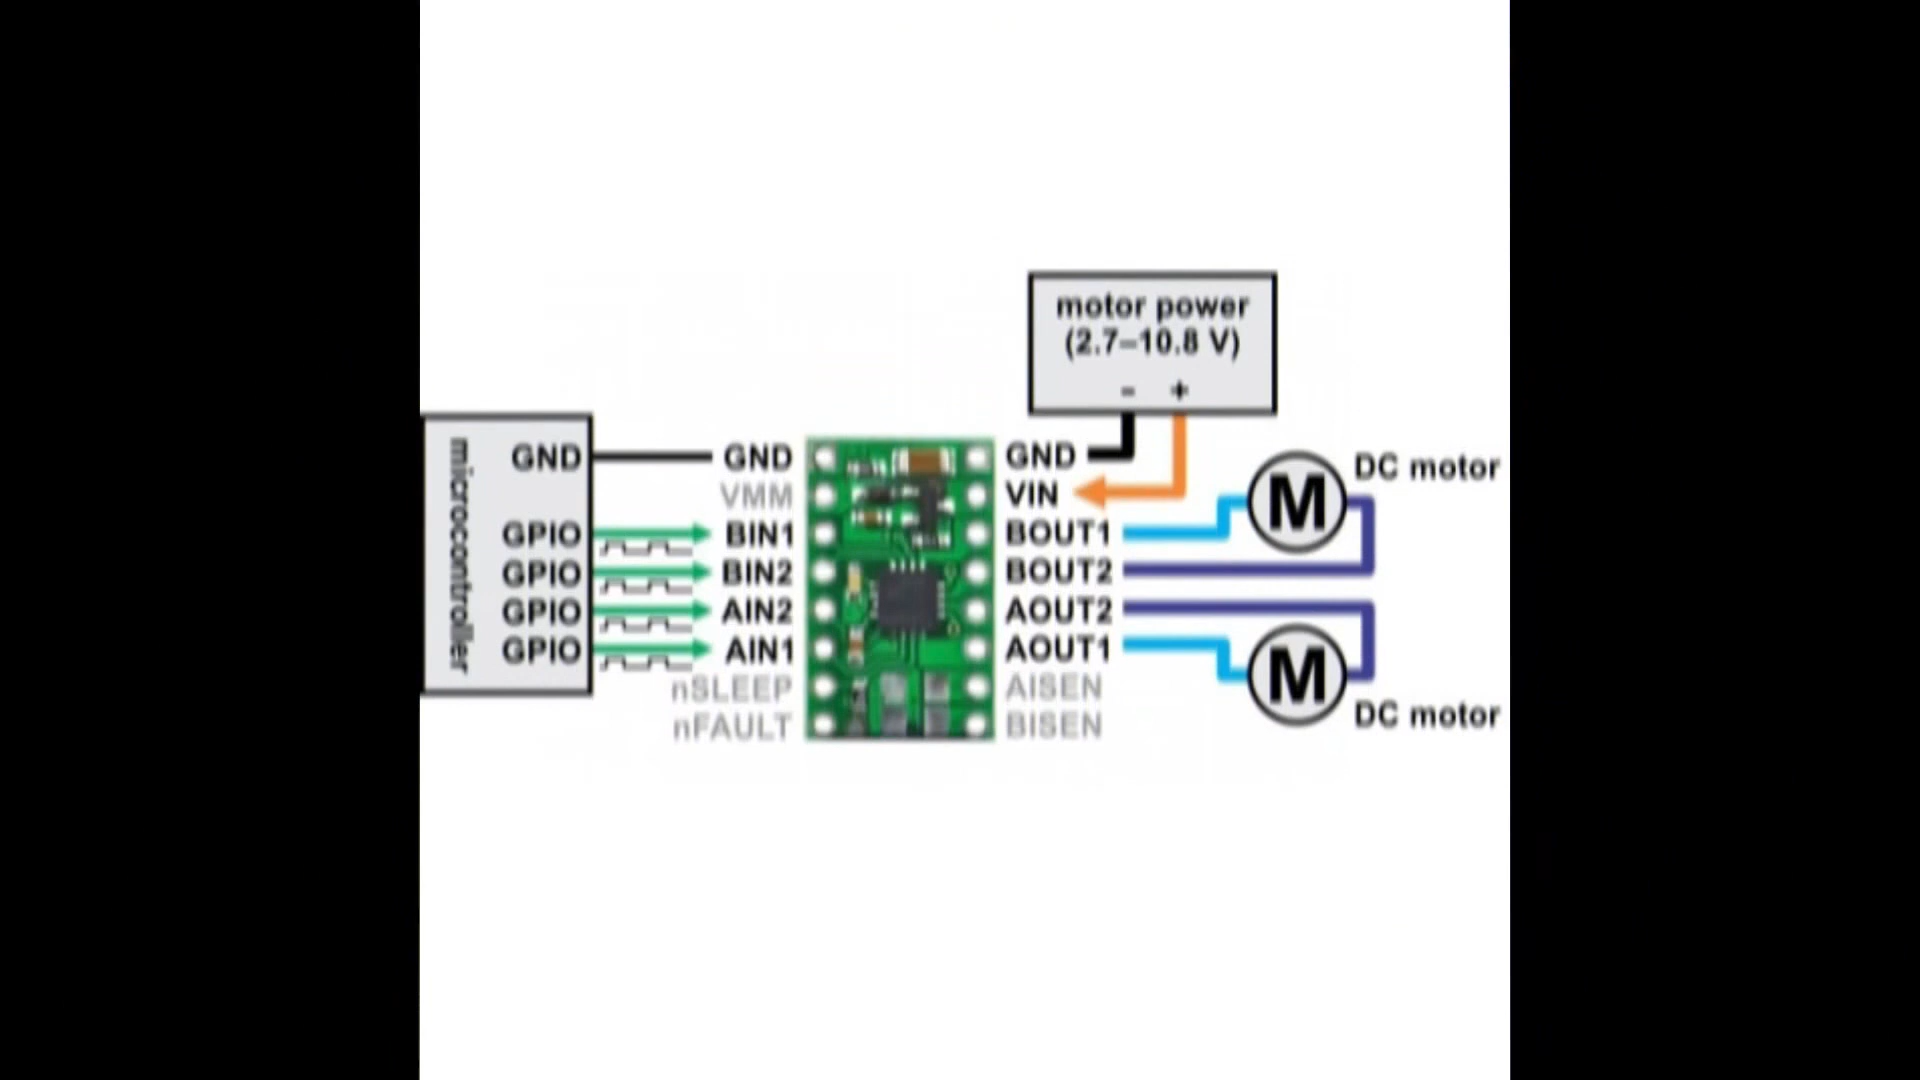 motor power
(2.7–10.8 V)
- +
microcontroller
GND
GPIO
GPIO
GPIO
GPIO
GND
VMM
BIN1
BIN2
AIN2
AIN1
nSLEEP
nFAULT
GND
VIN
BOUT1
BOUT2
AOUT2
AOUT1
AISEN
BISEN
M
DC motor
M
DC motor